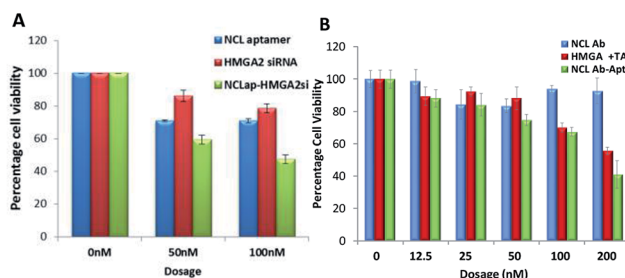 A
NCL aptamer
HMGA2 siRNA
NCLap-HMGA2si
Percentage cell viability
120
100
80
60
40
20
0
0nM
50nM
100nM
Dosage
B
NCL Ab
HMGA +TA
NCL Ab-Apt
Percentage Cell Viability
120
100
80
60
40
20
0
0
12.5
25
50
100
200
Dosage (nM)